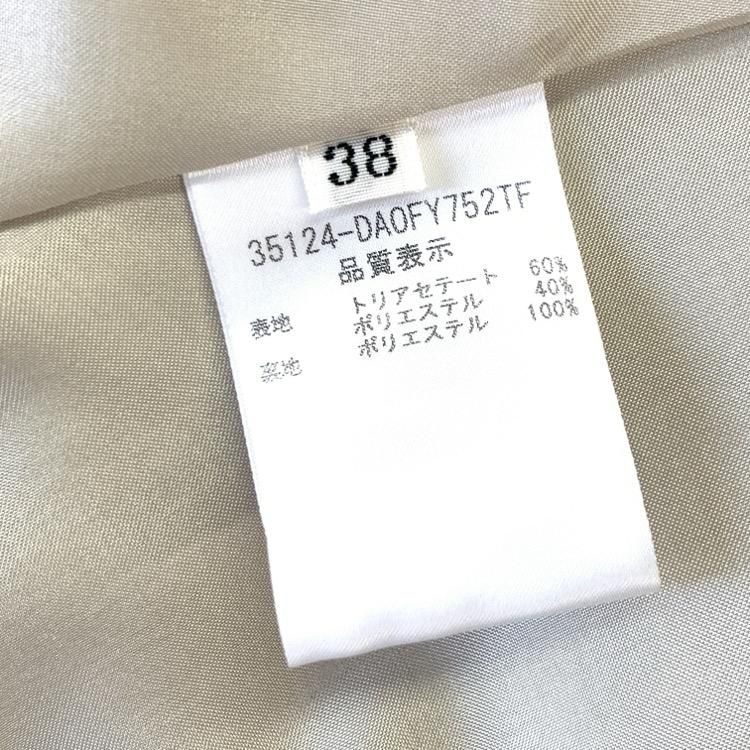 38
35124-DA0FY752TF
品質表示
表地 トリアセテート 60%
ポリエステル 40%
裏地 ポリエステル 100%